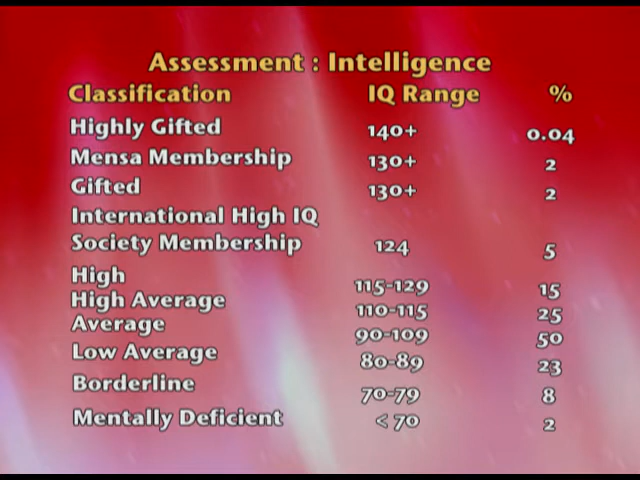 Assessment : Intelligence
Classification IQ Range %
Highly Gifted 140+ 0.04
Mensa Membership 130+ 2
Gifted 130+ 2
International High IQ
Society Membership 124 5
High 115-129 15
High Average 110-115 25
Average 90-109 50
Low Average 80-89 23
Borderline 70-79 8
Mentally Deficient < 70 2